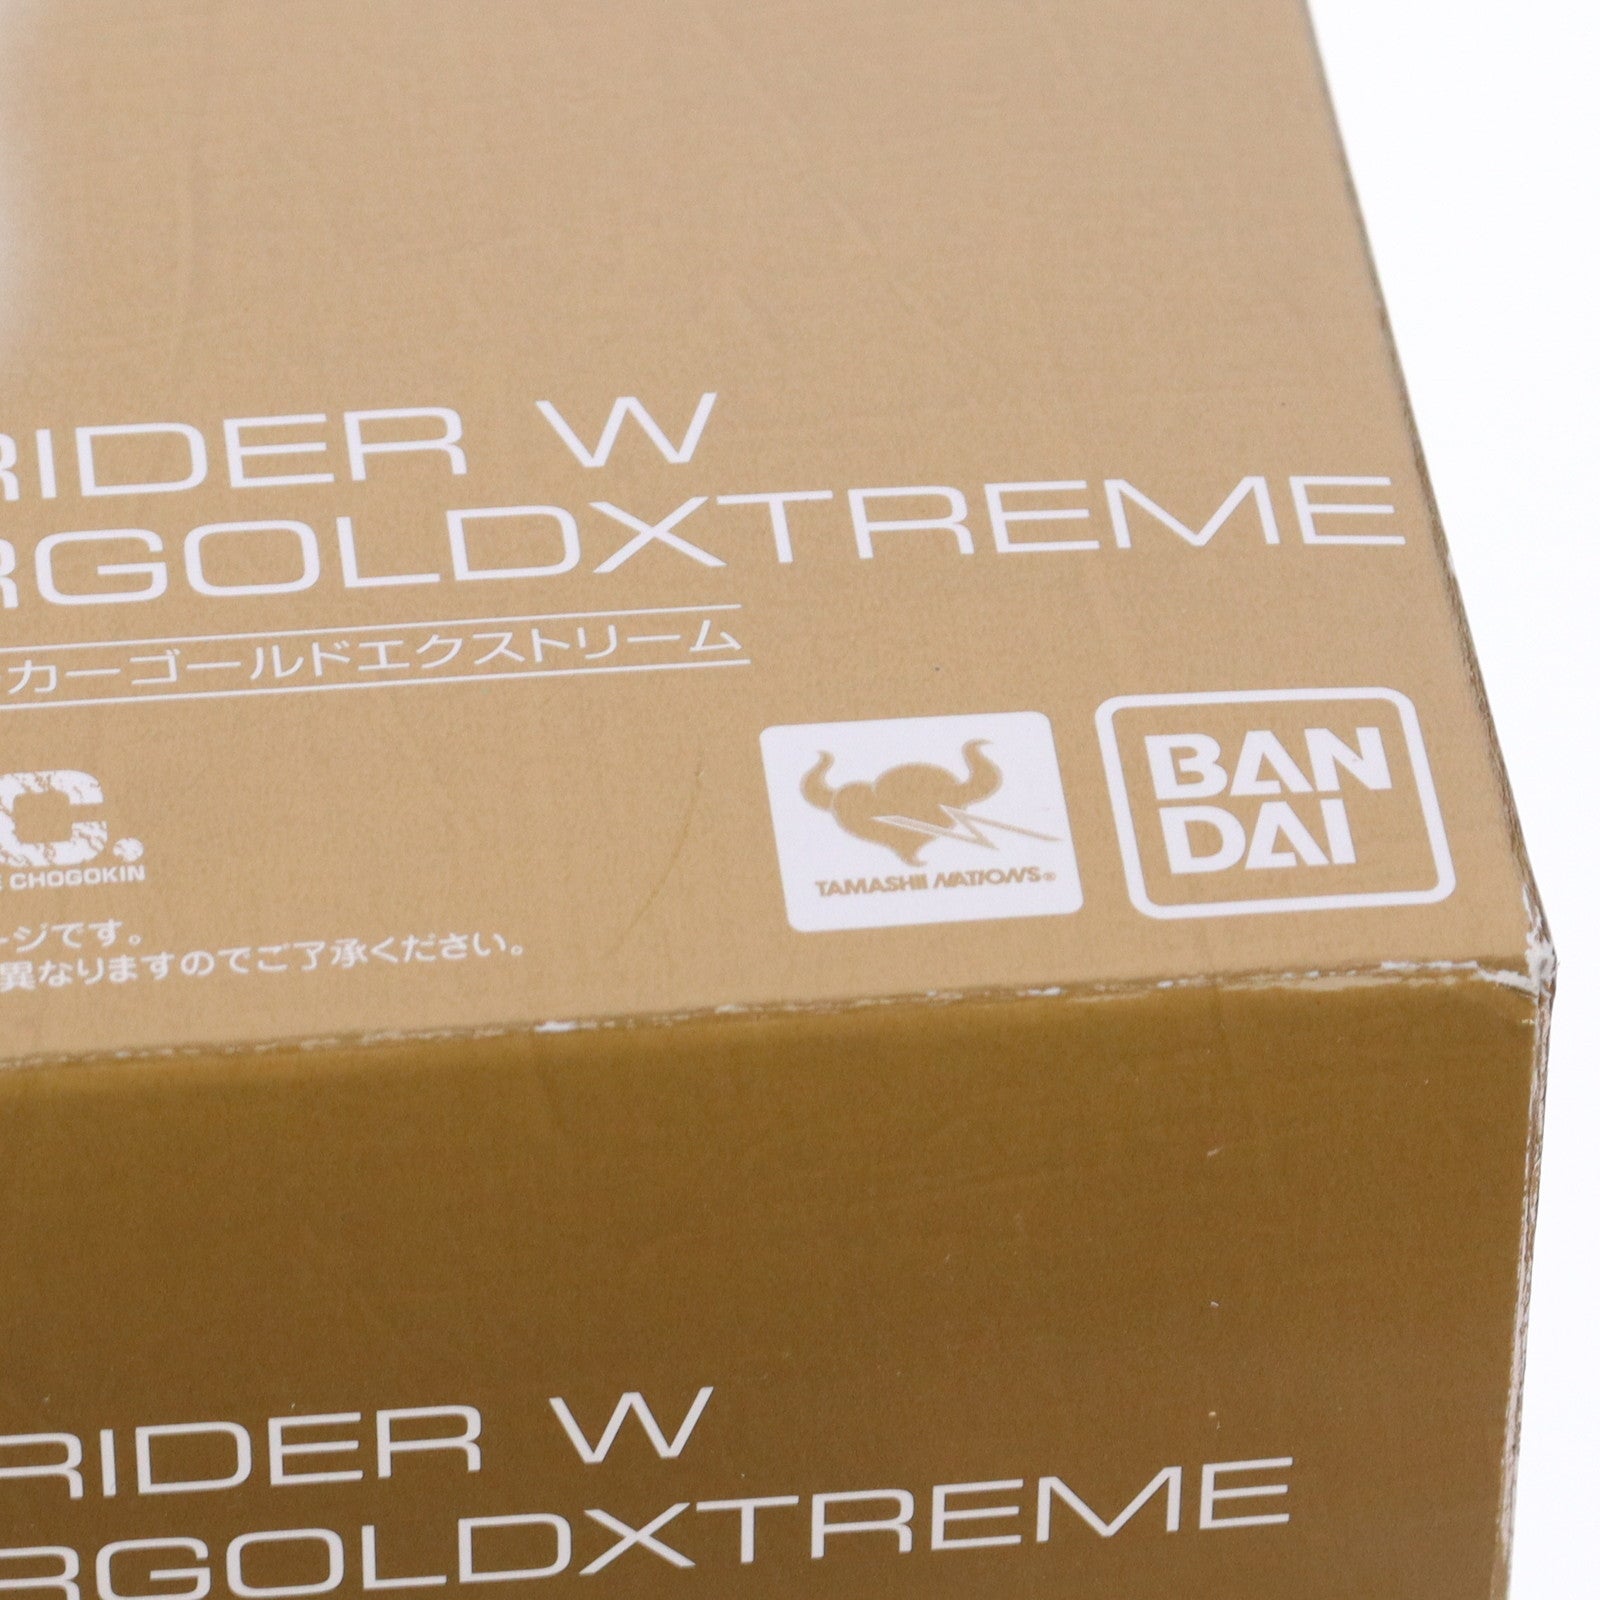 RIDER W
RGOLDXTREME
カーゴールドエクストリーム
C.
CHOGOKIN
TAMASHII NATIONS®
BAN
DAI
ージです。
異なりますのでご了承ください。
RIDER W
RGOLDXTREME